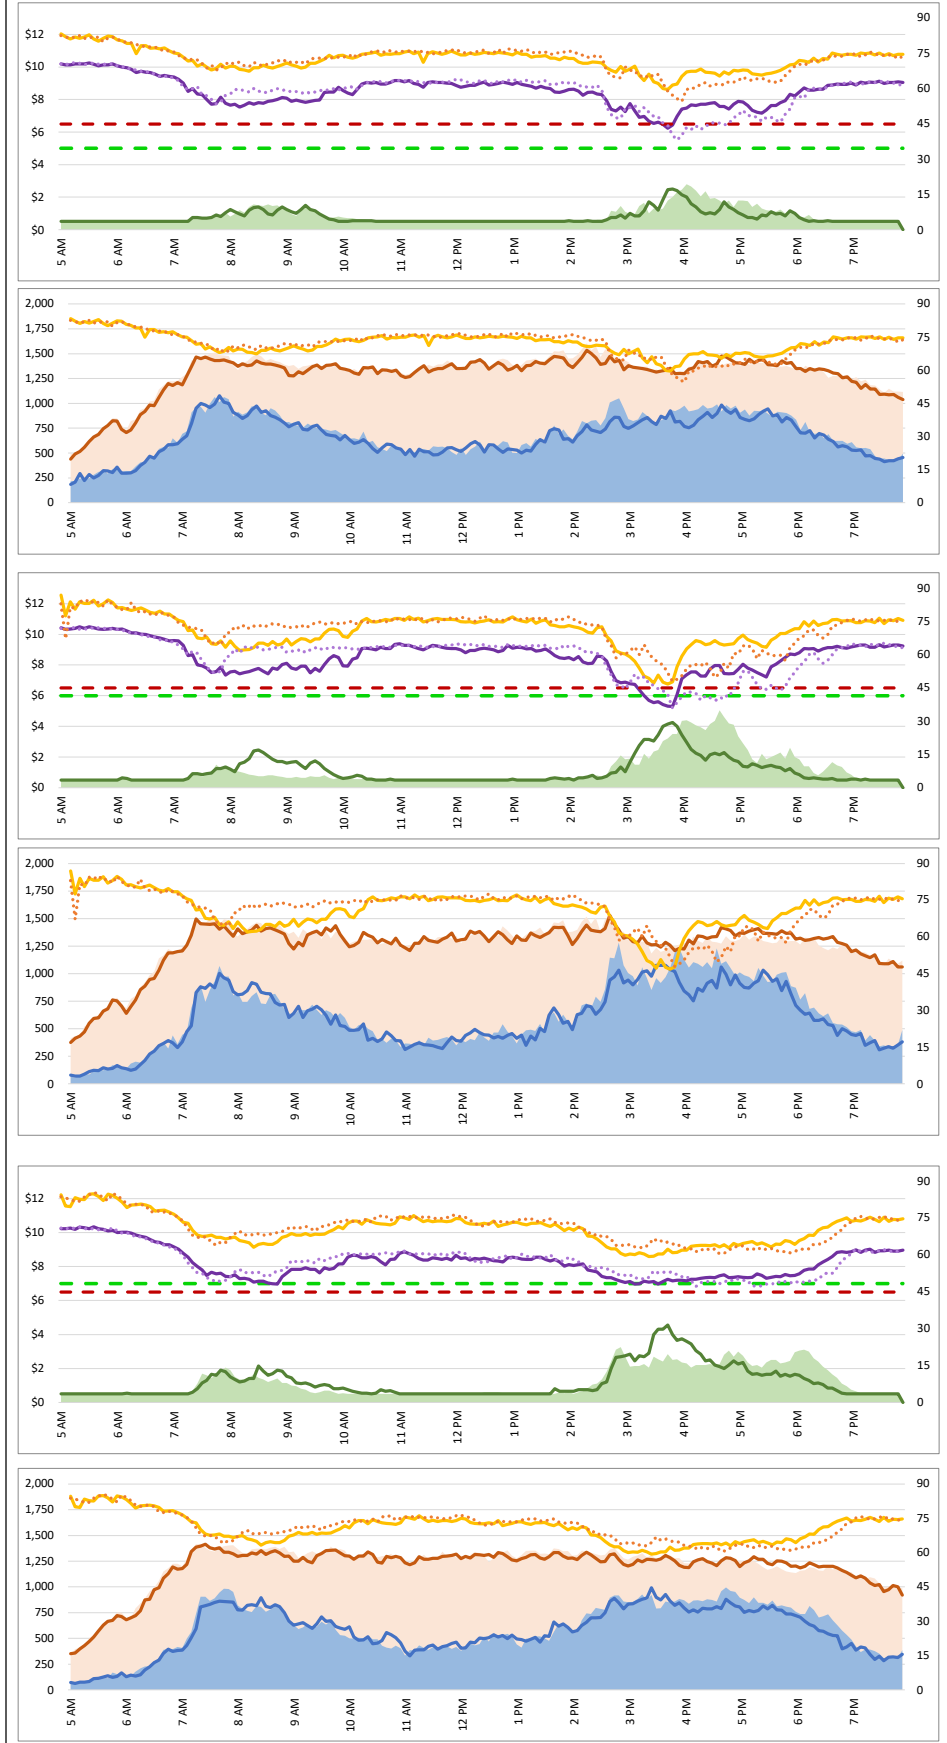 90
$12
75
$10
60
$8
45
$6
30
$4
15
$2
$0
0
5 AM
6 AM
7 AM
8 AM
9 AM
10 AM
11 AM
12 PM
1 PM
2 PM
3 PM
4 PM
5 PM
6 PM
7 PM
2,000
90
1,750
75
1,500
1,250
60
1,000
45
750
30
500
250
15
0
0
5 AM
6 AM
7 AM
8 AM
9 AM
10 AM
11 AM
12 PM
1 PM
2 PM
3 PM
4 PM
5 PM
6 PM
7 PM
90
$12
75
$10
60
$8
45
$6
30
$4
15
$2
$0
0
5 AM
6 AM
7 AM
8 AM
9 AM
10 AM
11 AM
12 PM
1 PM
2 PM
3 PM
4 PM
5 PM
6 PM
7 PM
2,000
90
1,750
75
1,500
1,250
60
1,000
45
750
30
500
250
15
0
0
5 AM
6 AM
7 AM
8 AM
9 AM
10 AM
11 AM
12 PM
1 PM
2 PM
3 PM
4 PM
5 PM
6 PM
7 PM
90
$12
75
$10
60
$8
45
$6
30
$4
15
$2
$0
0
5 AM
6 AM
7 AM
8 AM
9 AM
10 AM
11 AM
12 PM
1 PM
2 PM
3 PM
4 PM
5 PM
6 PM
7 PM
2,000
90
1,750
75
1,500
1,250
60
1,000
45
750
30
500
250
15
0
0
5 AM
6 AM
7 AM
8 AM
9 AM
10 AM
11 AM
12 PM
1 PM
2 PM
3 PM
4 PM
5 PM
6 PM
7 PM